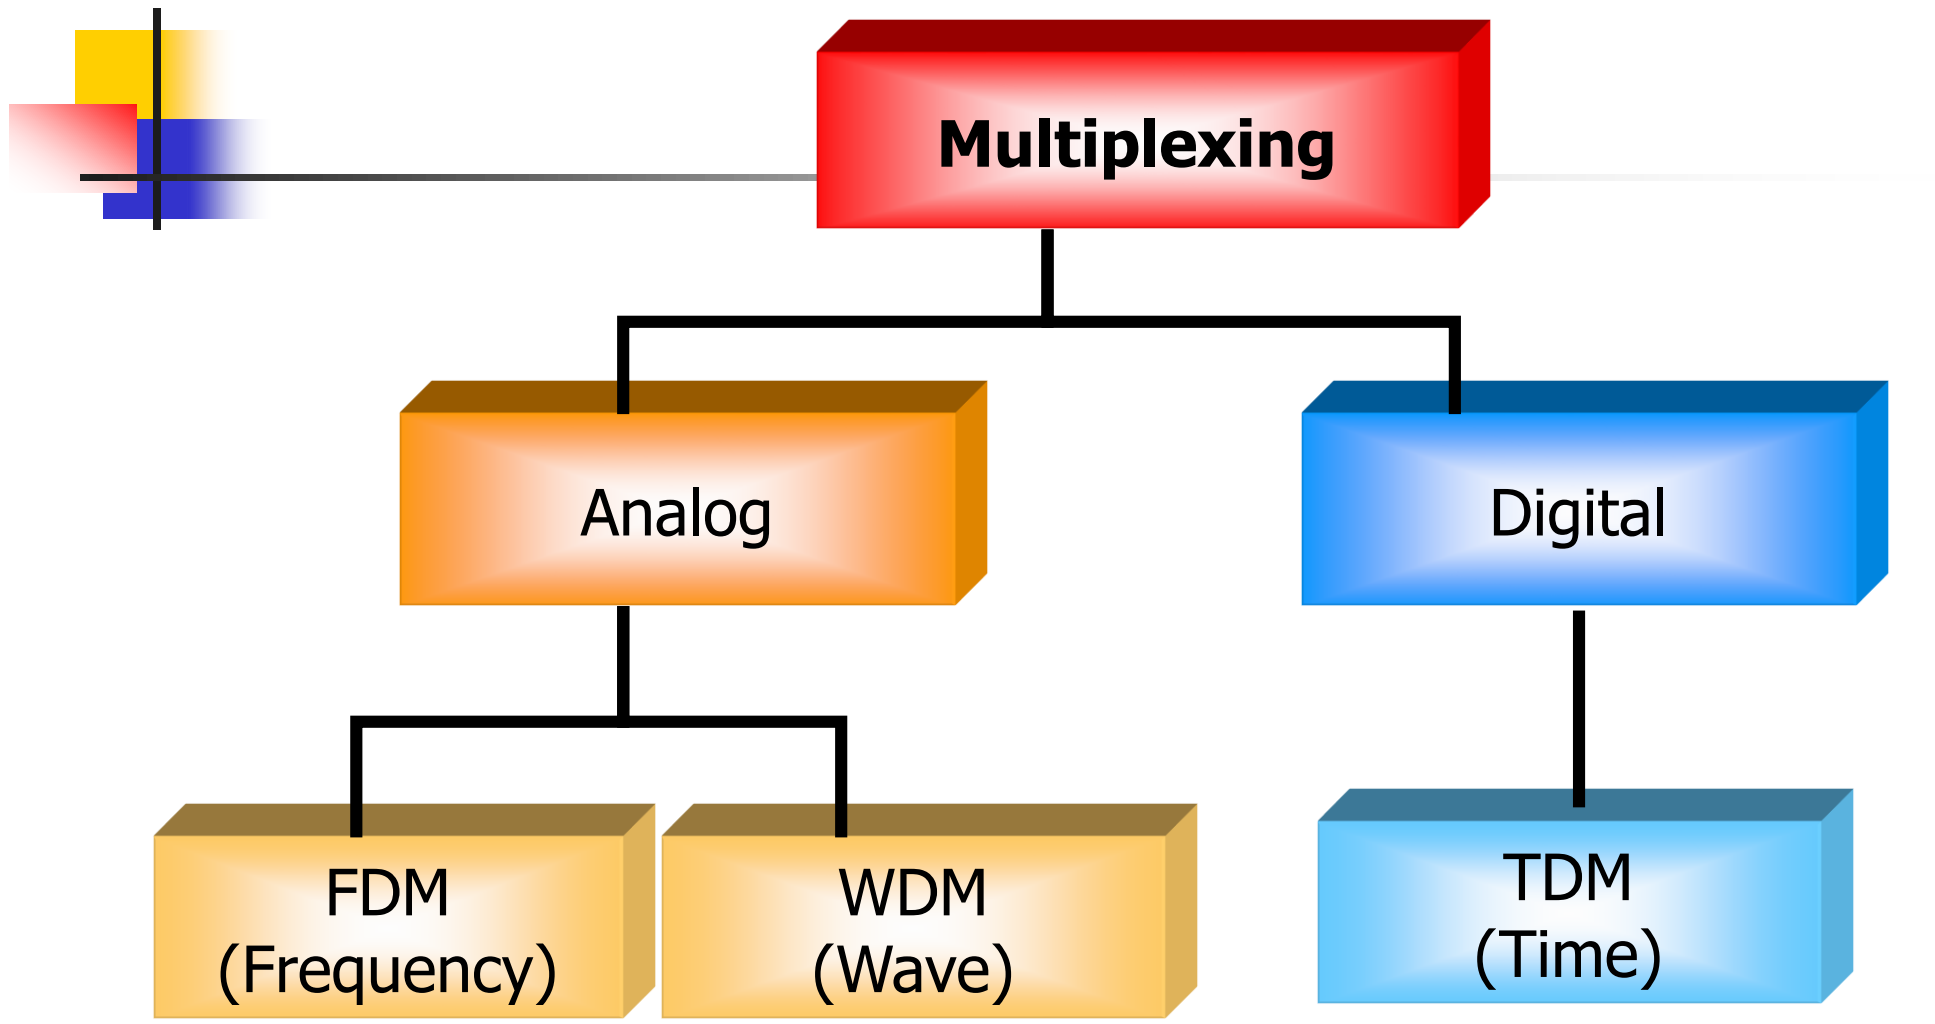 Multiplexing
Analog
Digital
FDM
(Frequency)
WDM
(Wave)
TDM
(Time)